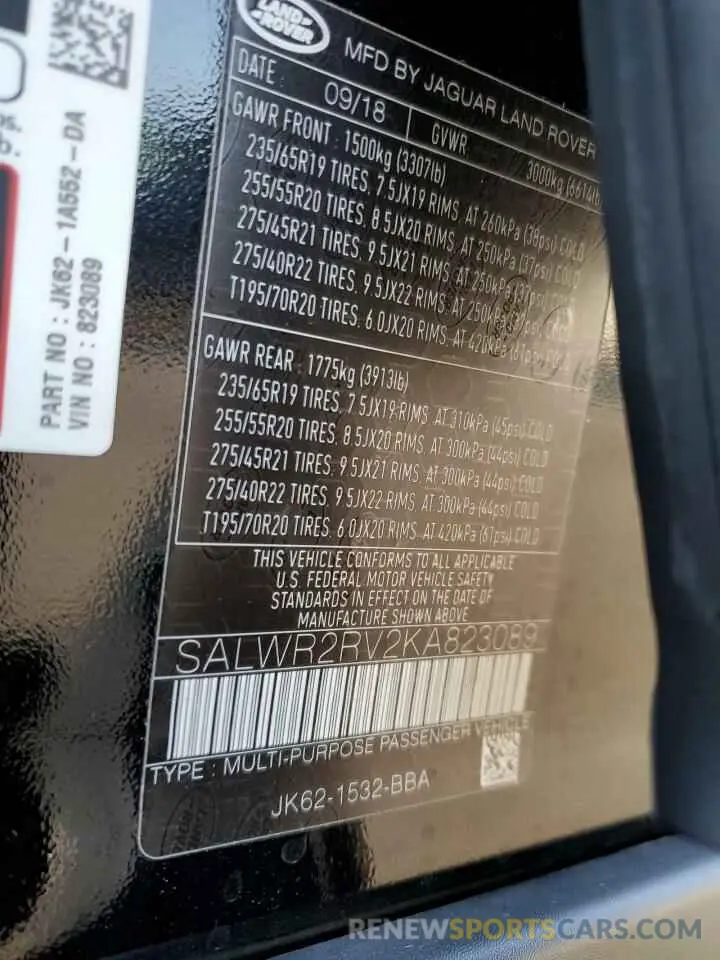 PART NO : JK62-1A552-DA
VIN NO : 823089
LAND ROVER
MFD BY JAGUAR LAND ROVER
DATE : 09/18
GVWR 3000kg (6614lb
GAWR FRONT : 1500kg (3307lb)
235/65R19 TIRES. 7.5JX19 RIMS. AT 260kPa (38psi) COLD
255/55R20 TIRES. 8.5JX20 RIMS. AT 250kPa (37psi) COLD
275/45R21 TIRES. 9.5JX21 RIMS. AT 250kPa (37psi) COLD
275/40R22 TIRES. 9.5JX22 RIMS. AT 250kPa COLD
T195/70R20 TIRES. 6.0JX20 RIMS. AT 420kPa (61psi) COLD
GAWR REAR : 1775kg (3913lb)
235/65R19 TIRES. 7.5JX19 RIMS. AT 310kPa (45psi) COLD
255/55R20 TIRES. 8.5JX20 RIMS. AT 300kPa (44psi) COLD
275/45R21 TIRES. 9.5JX21 RIMS. AT 300kPa (44psi) COLD
275/40R22 TIRES. 9.5JX22 RIMS. AT 300kPa (44psi) COLD
T195/70R20 TIRES. 6.0JX20 RIMS. AT 420kPa (61psi) COLD
THIS VEHICLE CONFORMS TO ALL APPLICABLE
U.S. FEDERAL MOTOR VEHICLE SAFETY
STANDARDS IN EFFECT ON THE DATE OF
MANUFACTURE SHOWN ABOVE
SALWR2RV2KA823089
TYPE : MULTI-PURPOSE PASSENGER VEHICLE
JK62-1532-BBA
RENEWSPORTSCARS.COM